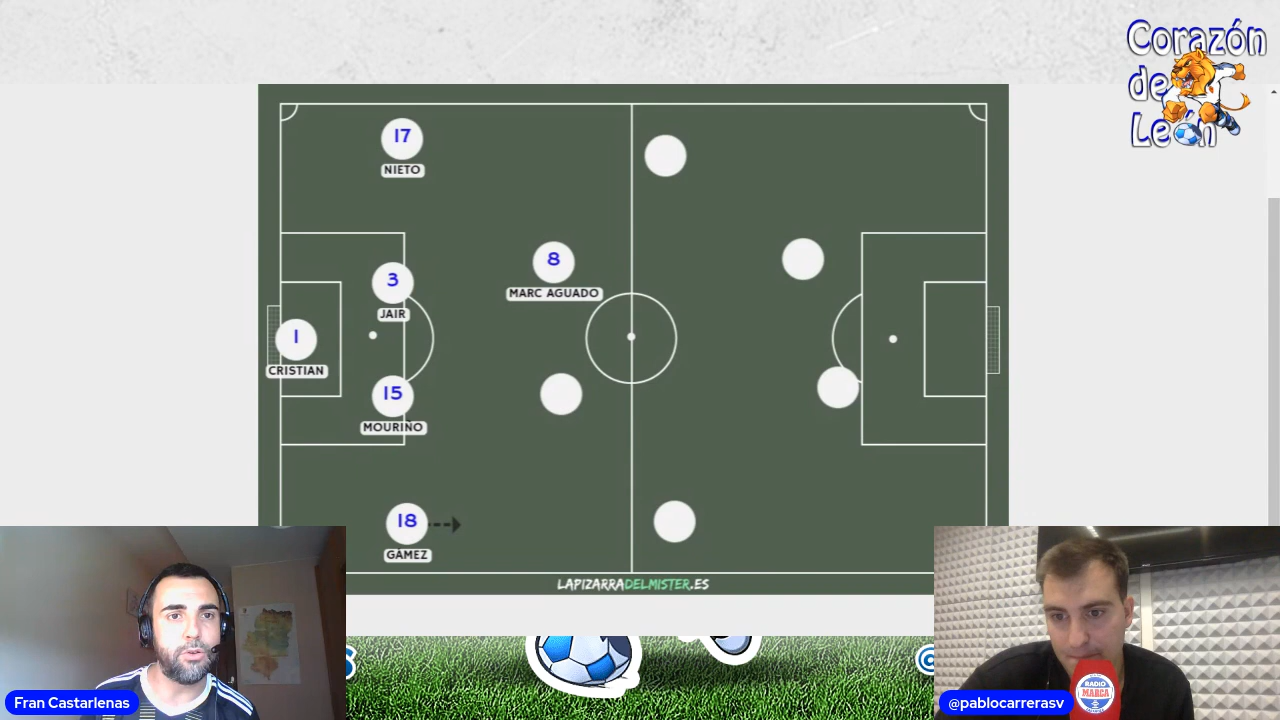 Corazón
de
León
17
NIETO
8
MARC AGUADO
3
JAIR
1
CRISTIAN
15
MOURIÑO
18
GÁMEZ
LAPIZARRADELMISTER.ES
S
@
Fran Castarlenas
@pablocarrerasv
RADIO
MARCA